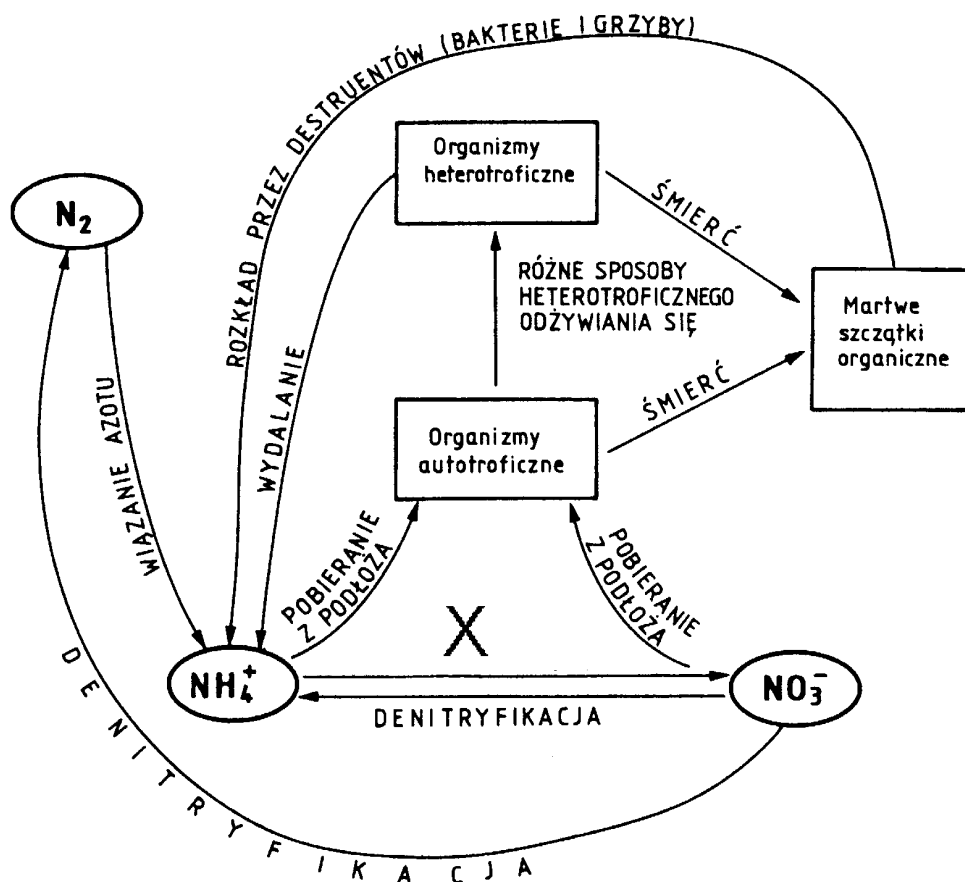 ROZKŁAD PRZEZ DESTRUENTÓW (BAKTERIE I GRZYBY)
Organizmy
heterotroficzne
ŚMIERĆ
N₂
RÓŻNE SPOSOBY
HETEROTROFICZNEGO
ODŻYWIANIA SIĘ
Martwe
szczątki
organiczne
WYDALANIE
ŚMIERĆ
WIĄZANIE AZOTU
Organizmy
autotroficzne
POBIERANIE
Z PODŁOŻA
POBIERANIE
Z PODŁOŻA
X
NH₄⁺
NO₃⁻
DENITRYFIKACJA
DENITRYFIKACJA